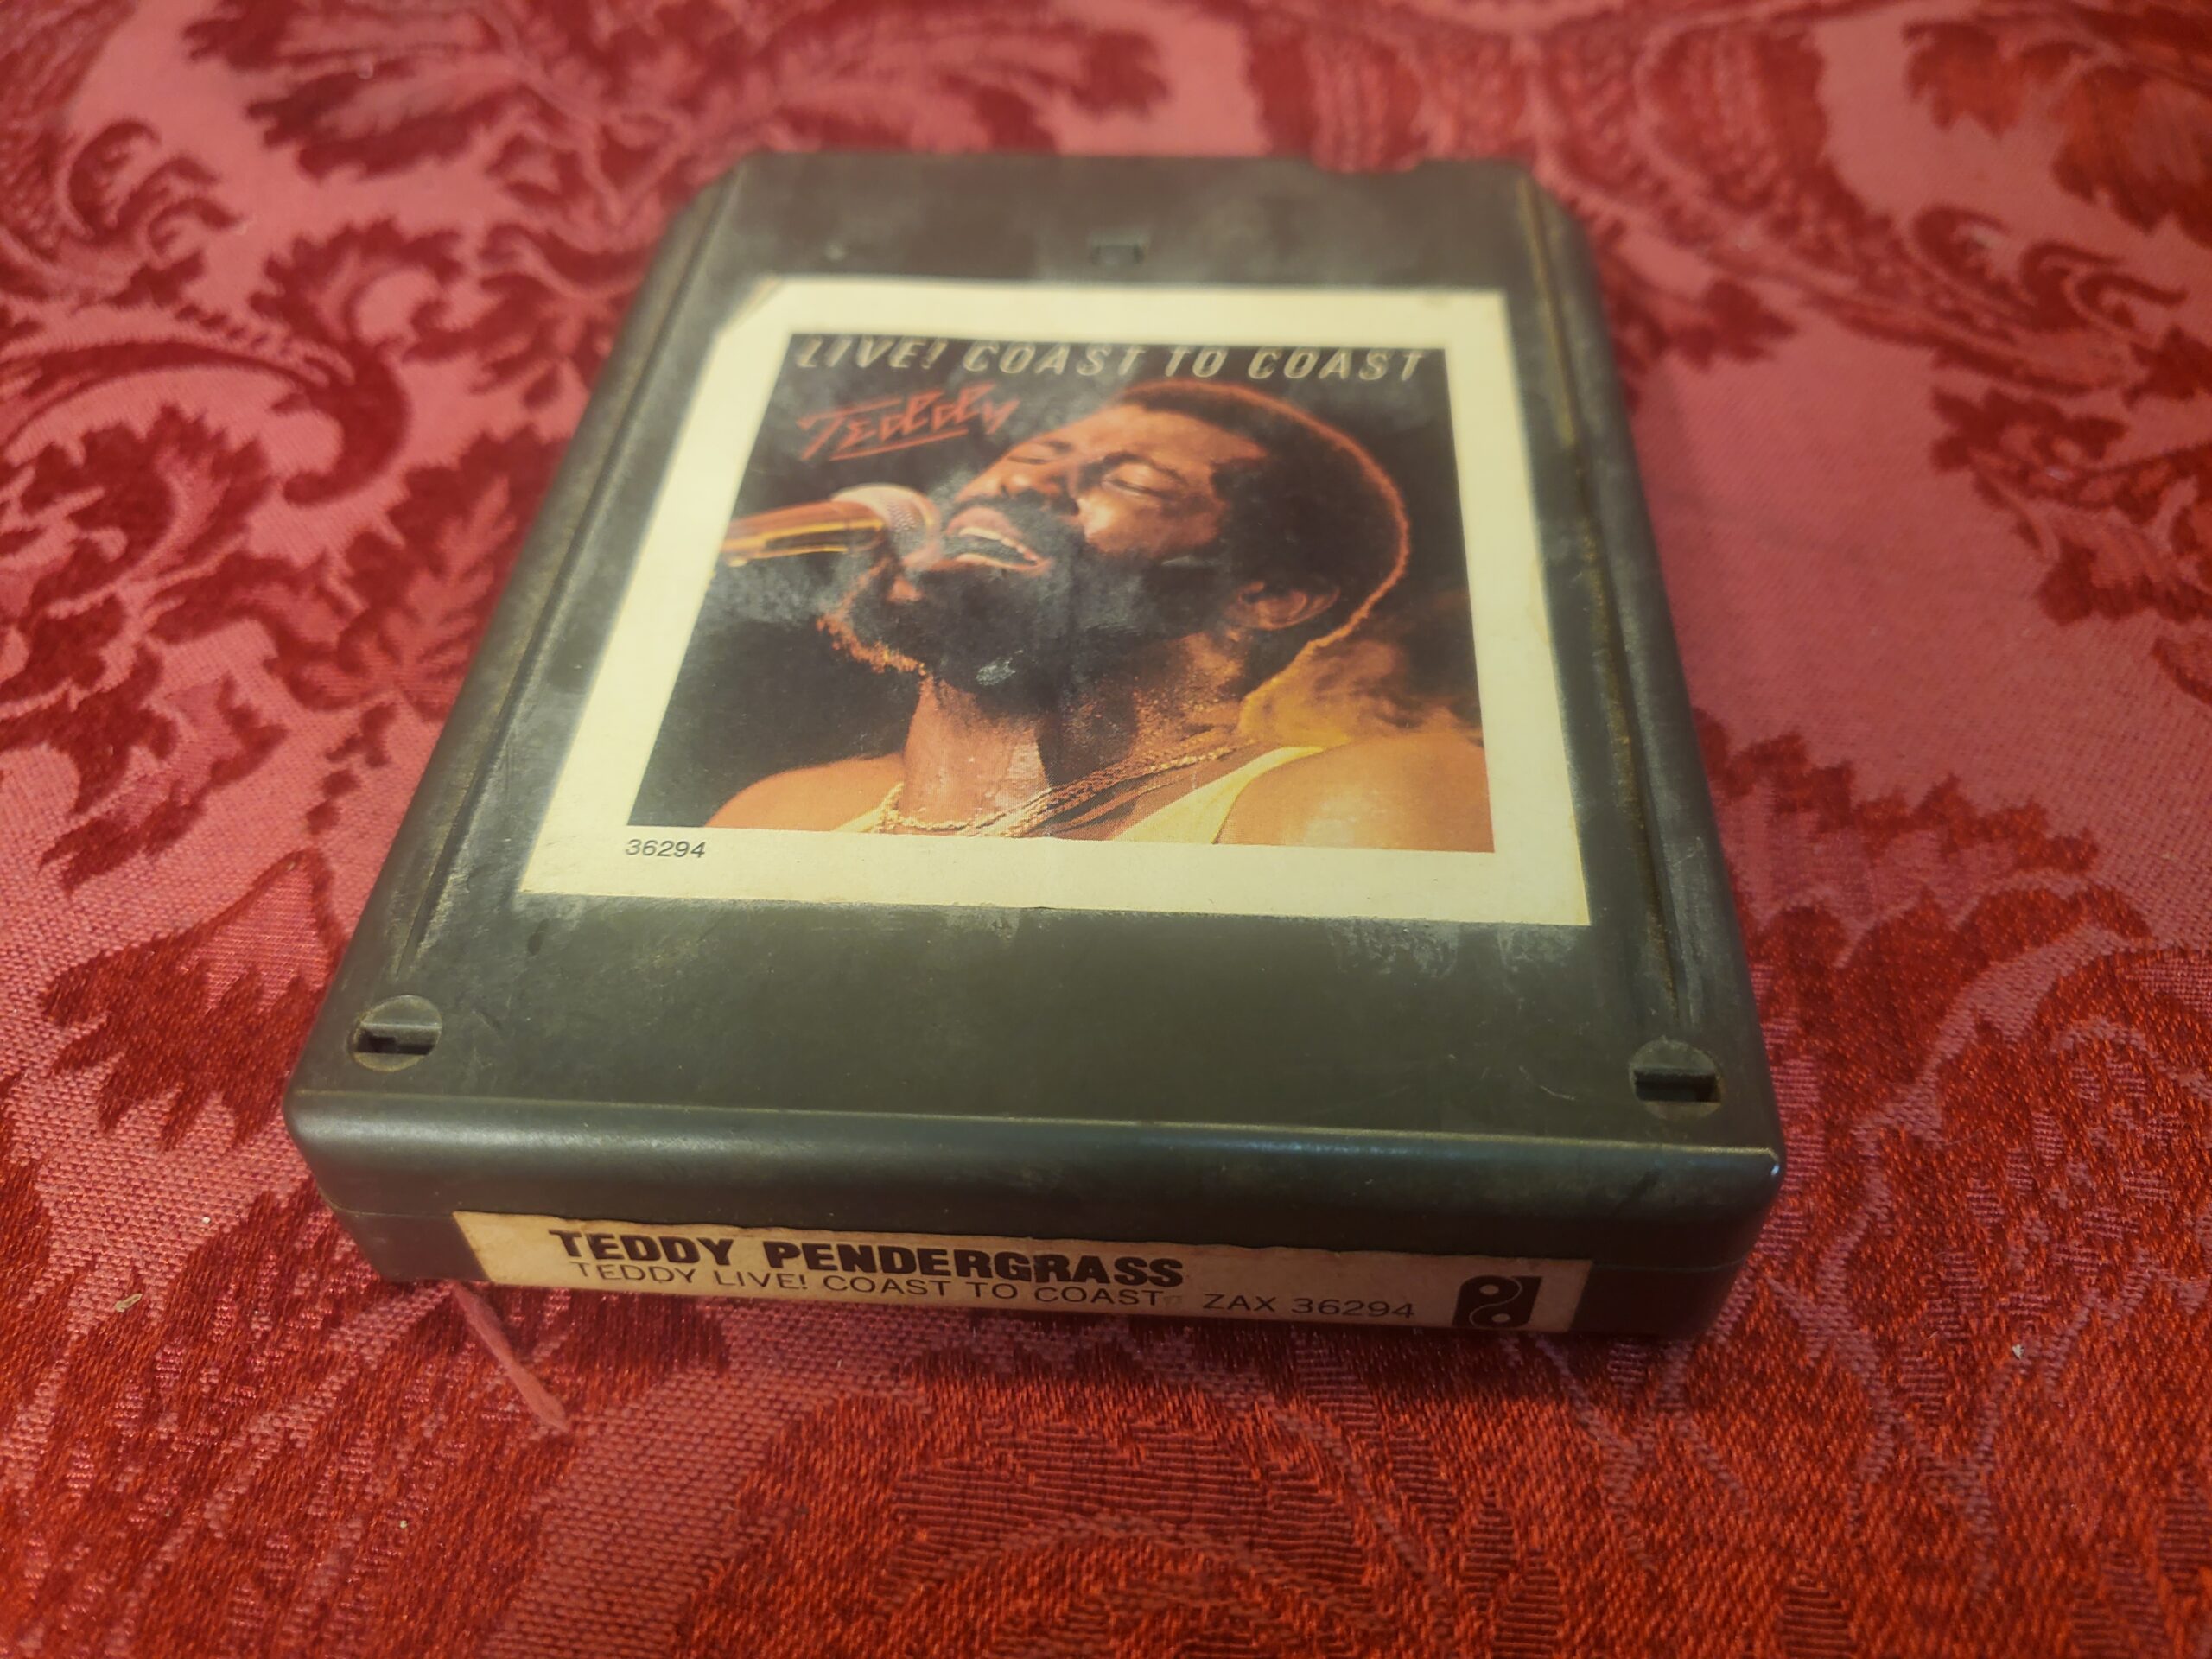 LIVE! COAST TO COAST
Teddy
36294
TEDDY PENDERGRASS
TEDDY LIVE! COAST TO COAST ZAX 36294